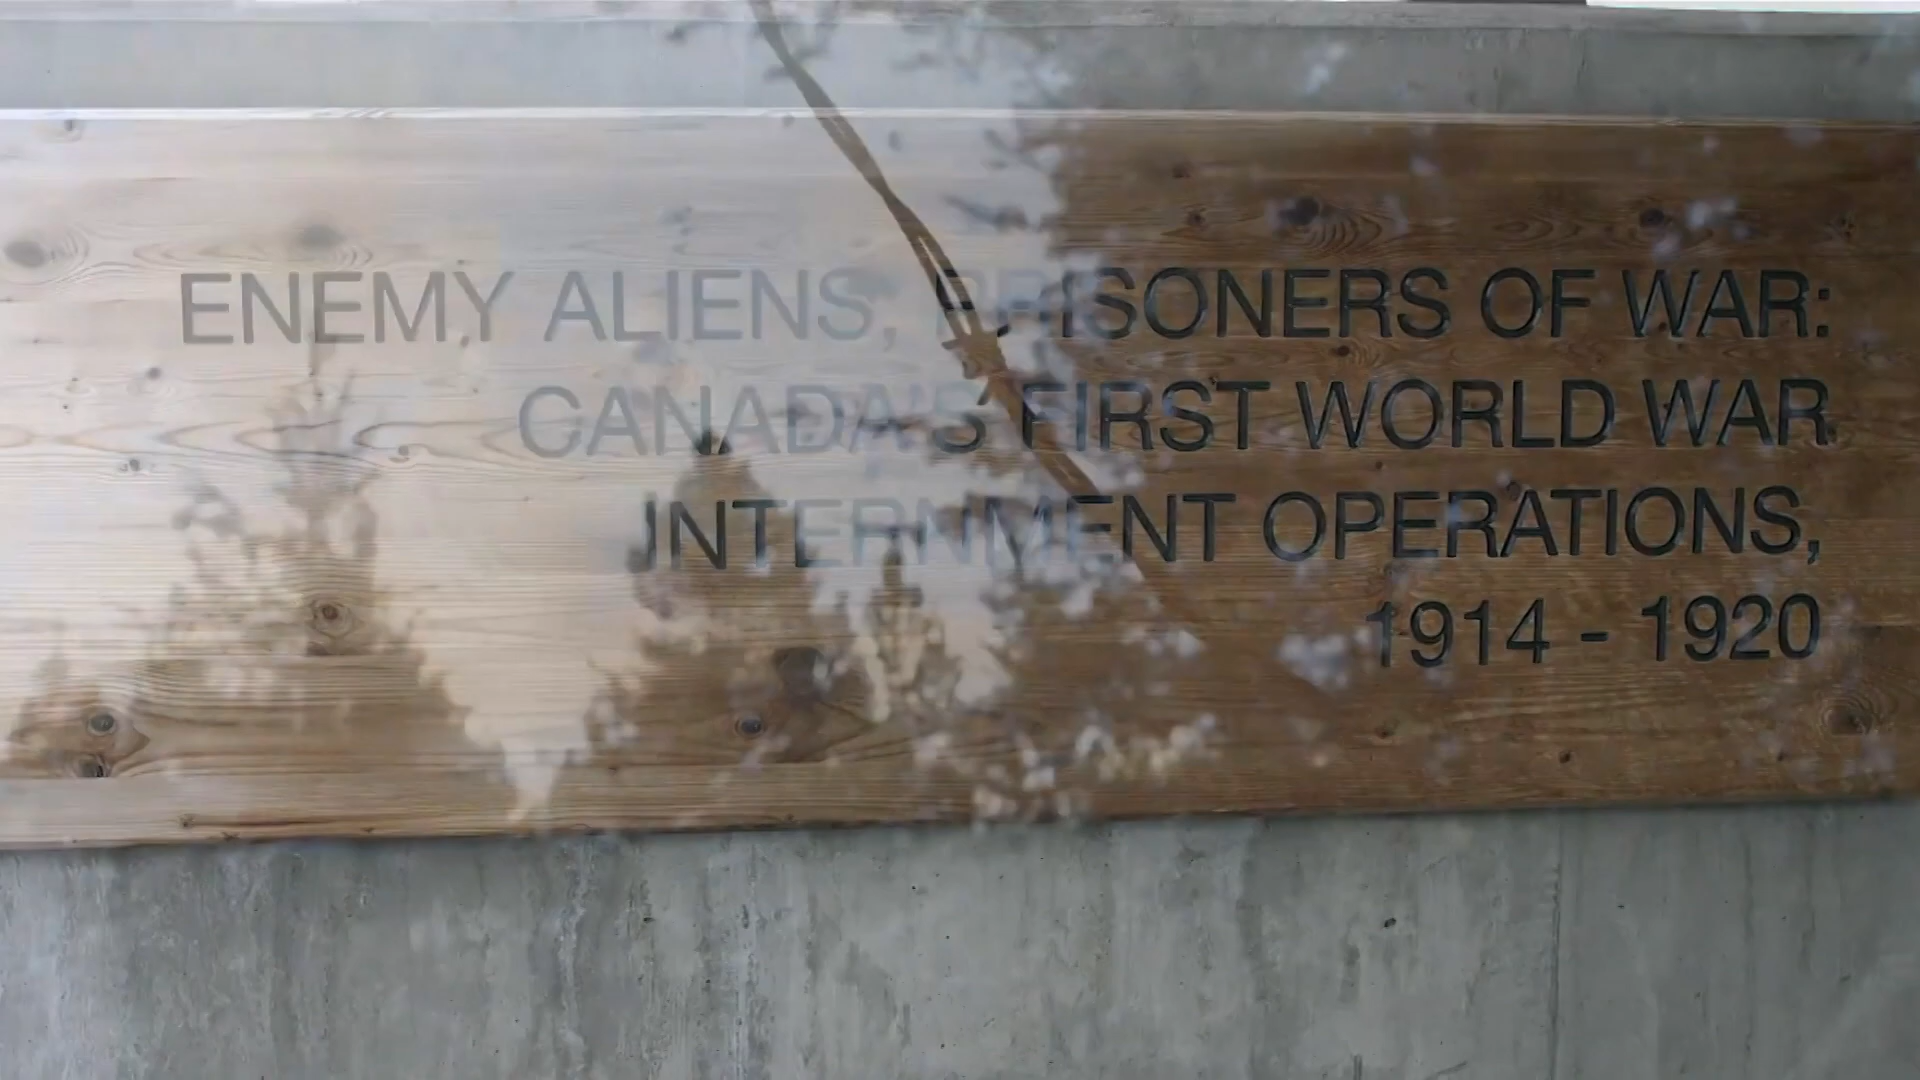 ENEMY ALIENS, PRISONERS OF WAR:
CANADA'S FIRST WORLD WAR
INTERNMENT OPERATIONS,
1914 - 1920